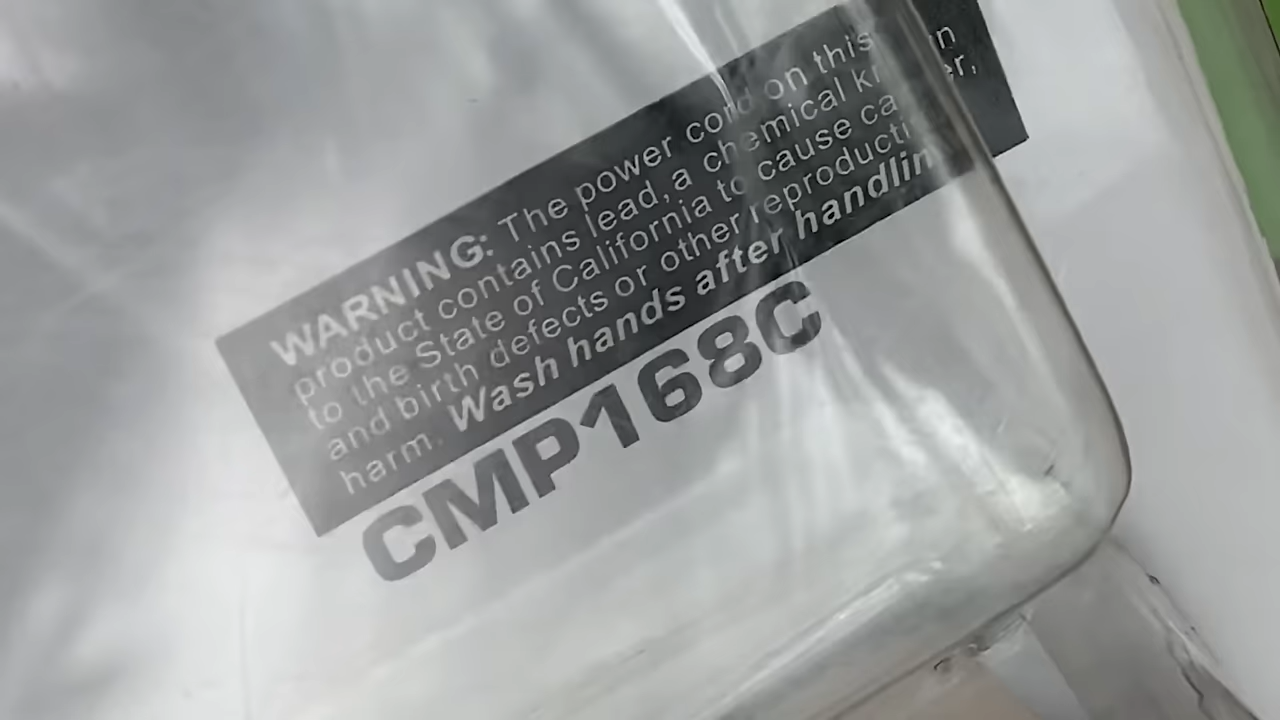 WARNING: The power cord on this
product contains lead, a chemical
to the State of California to cause
and birth defects or other
harm. Wash hands after
CMP168C